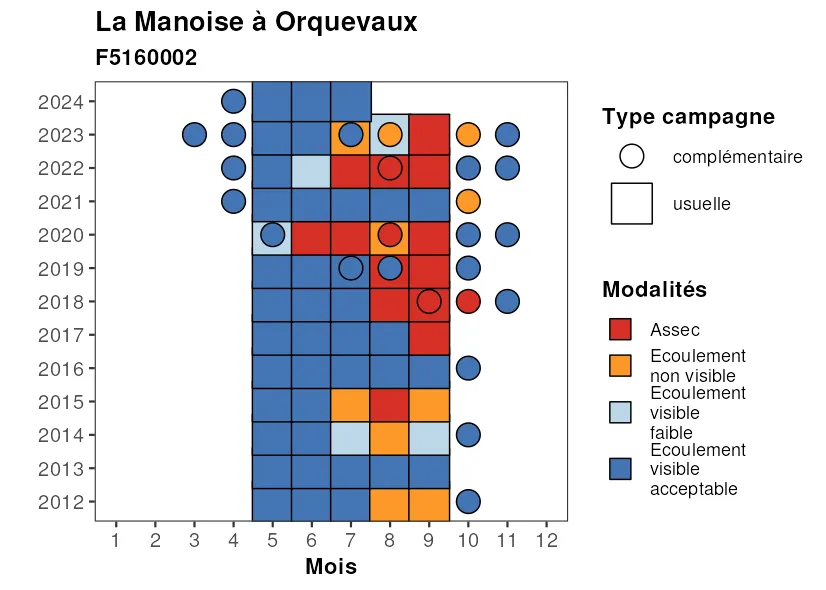 La Manoise à Orquevaux
F5160002
2024
2023
2022
2021
2020
2019
2018
2017
2016
2015
2014
2013
2012
1 2 3 4 5 6 7 8 9 10 11 12
Mois
Type campagne
complémentaire
usuelle
Modalités
Assec
Ecoulement
non visible
Ecoulement
visible
faible
Ecoulement
visible
acceptable